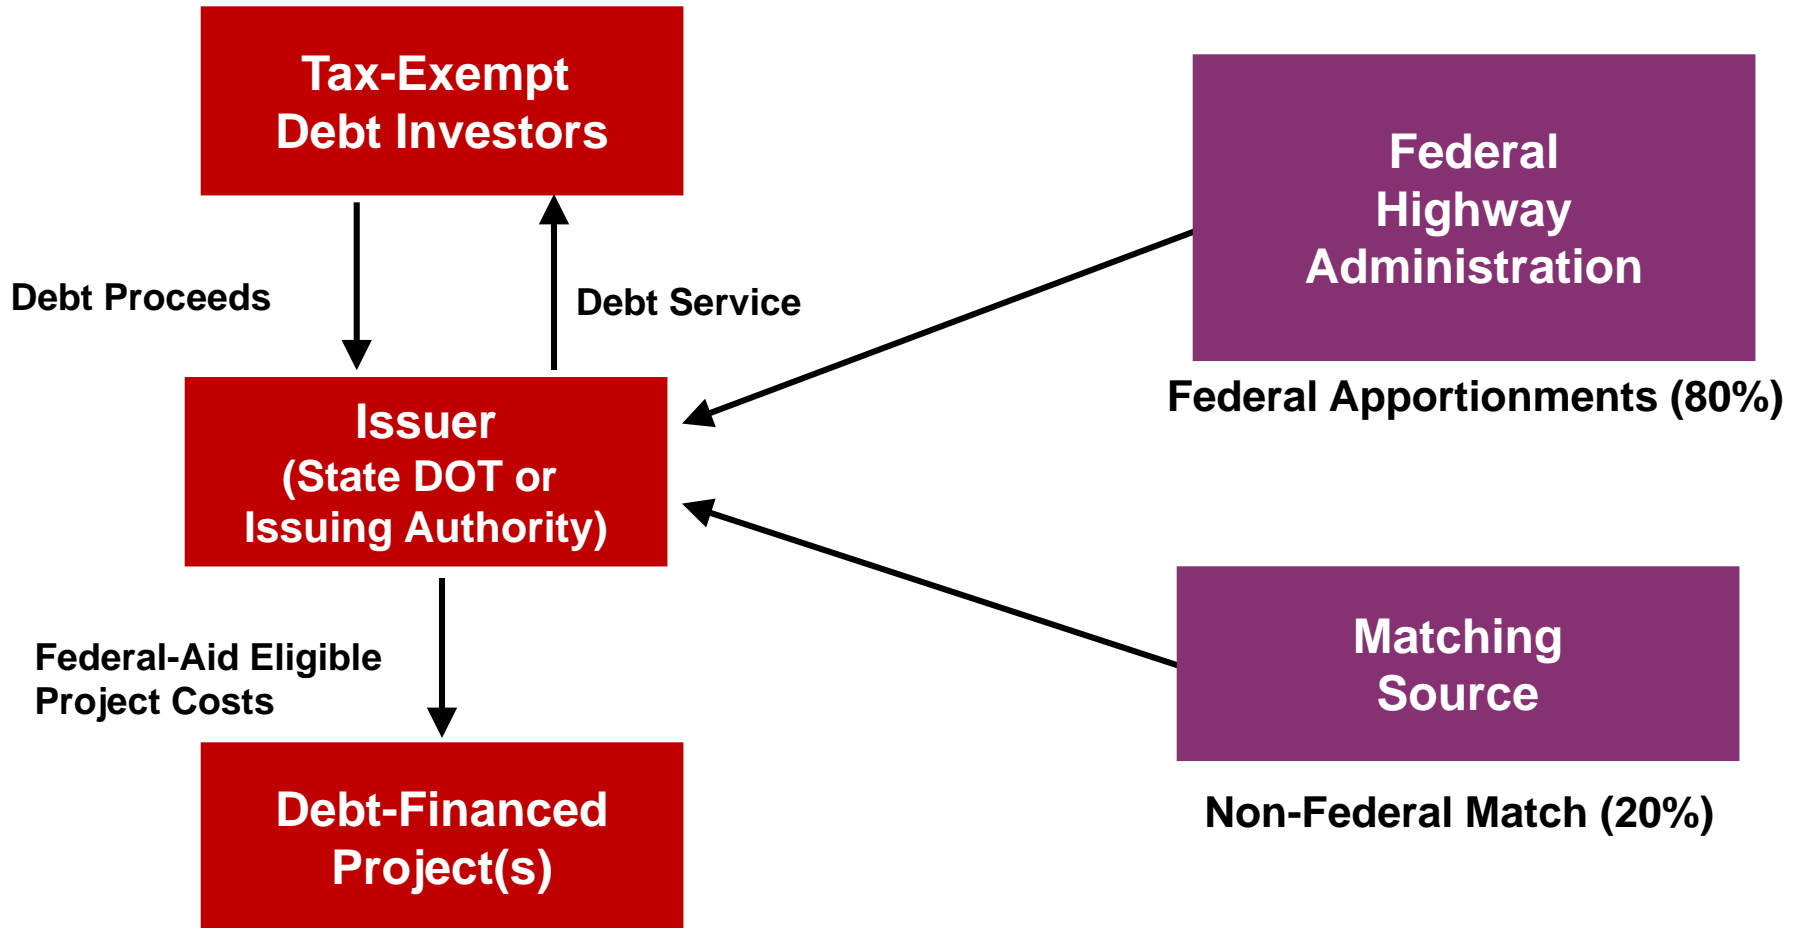 Tax-Exempt
Debt Investors
Debt Proceeds
Debt Service
Issuer
(State DOT or
Issuing Authority)
Federal-Aid Eligible
Project Costs
Debt-Financed
Project(s)
Federal
Highway
Administration
Federal Apportionments (80%)
Matching
Source
Non-Federal Match (20%)